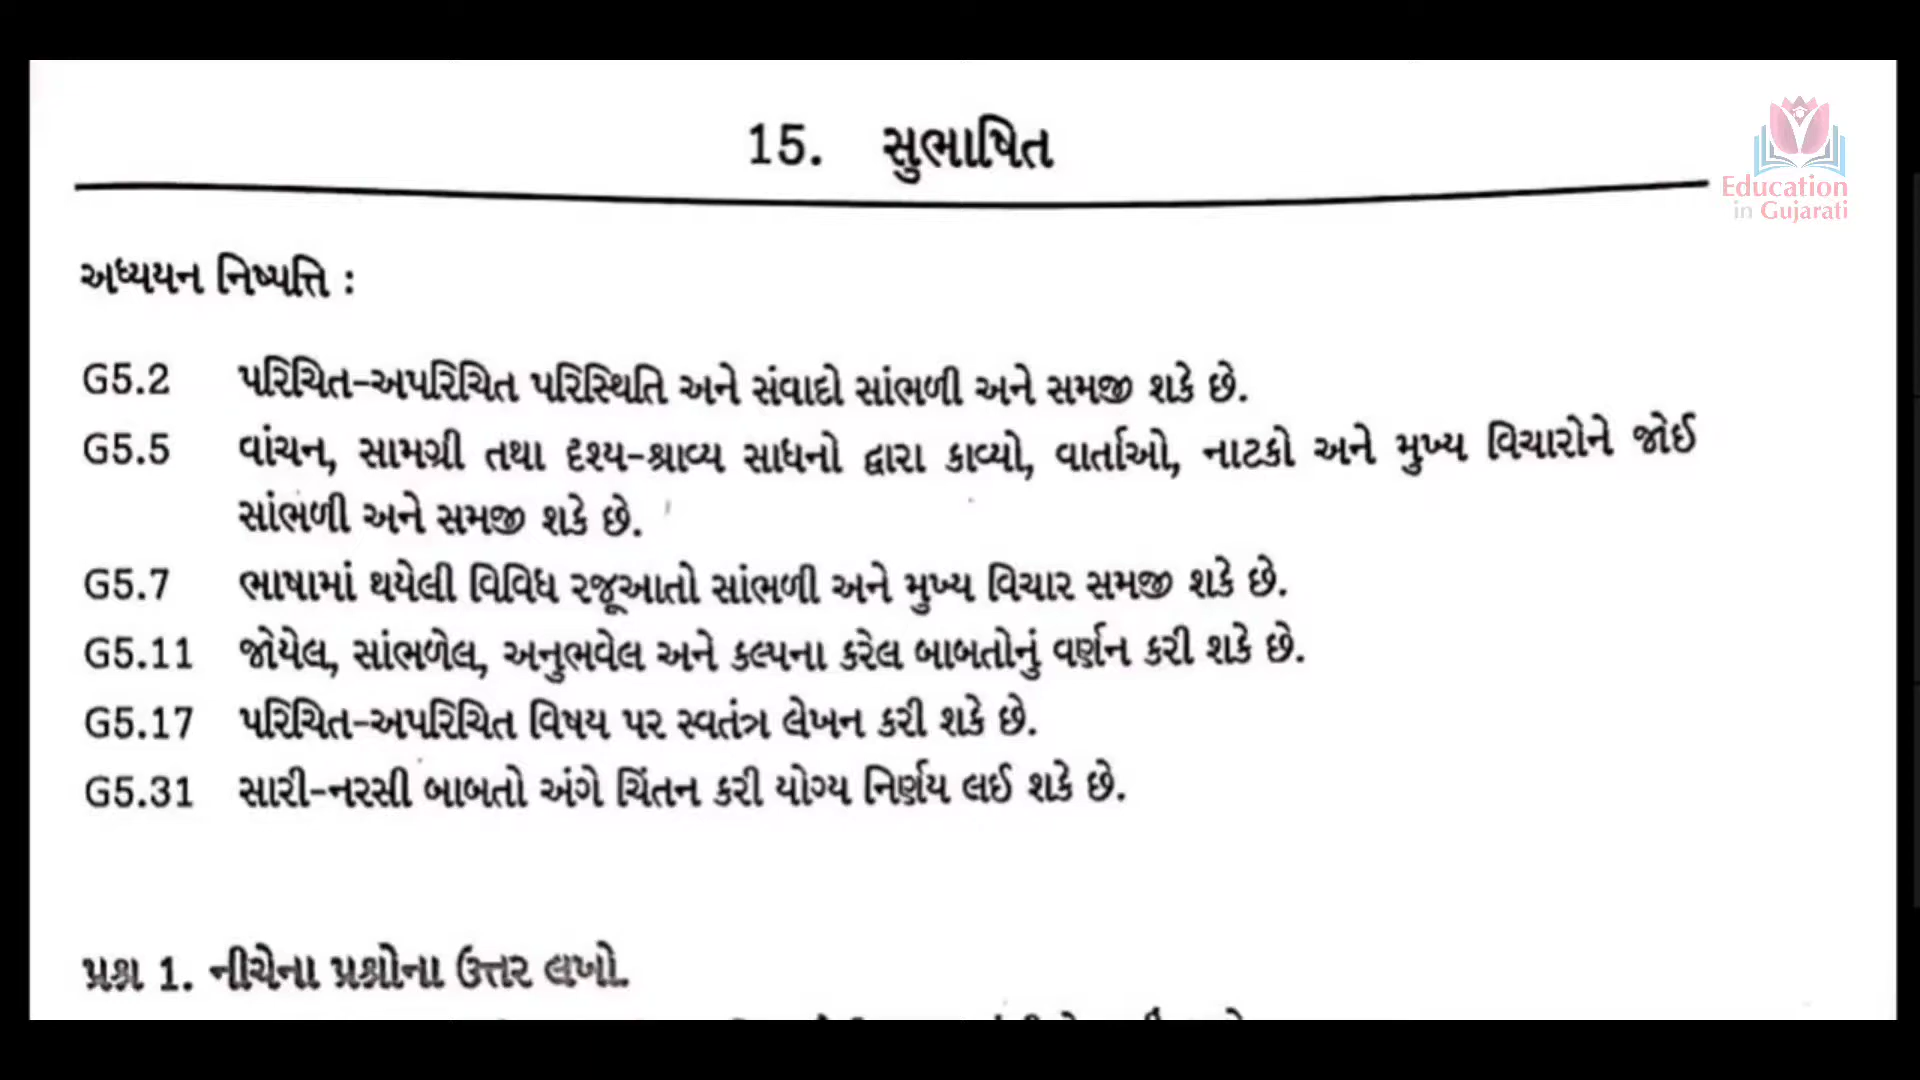 15. સુભાષિત
Education
in Gujarati
અધ્યયન નિષ્પત્તિ :
G5.2 પરિચિત-અપરિચિત પરિસ્થિતિ અને સંવાદો સાંભળી અને સમજી શકે છે.
G5.5 વાંચન, સામગ્રી તથા દૃશ્ય-શ્રાવ્ય સાધનો દ્વારા કાવ્યો, વાર્તાઓ, નાટકો અને મુખ્ય વિચારોને જોઈ
સાંભળી અને સમજી શકે છે.
G5.7 ભાષામાં થયેલી વિવિધ રજૂઆતો સાંભળી અને મુખ્ય વિચાર સમજી શકે છે.
G5.11 જોયેલ, સાંભળેલ, અનુભવેલ અને કલ્પના કરેલ બાબતોનું વર્ણન કરી શકે છે.
G5.17 પરિચિત-અપરિચિત વિષય પર સ્વતંત્ર લેખન કરી શકે છે.
G5.31 સારી-નરસી બાબતો અંગે ચિંતન કરી યોગ્ય નિર્ણય લઈ શકે છે.
પ્રશ્ન 1. નીચેના પ્રશ્નોના ઉત્તર લખો.